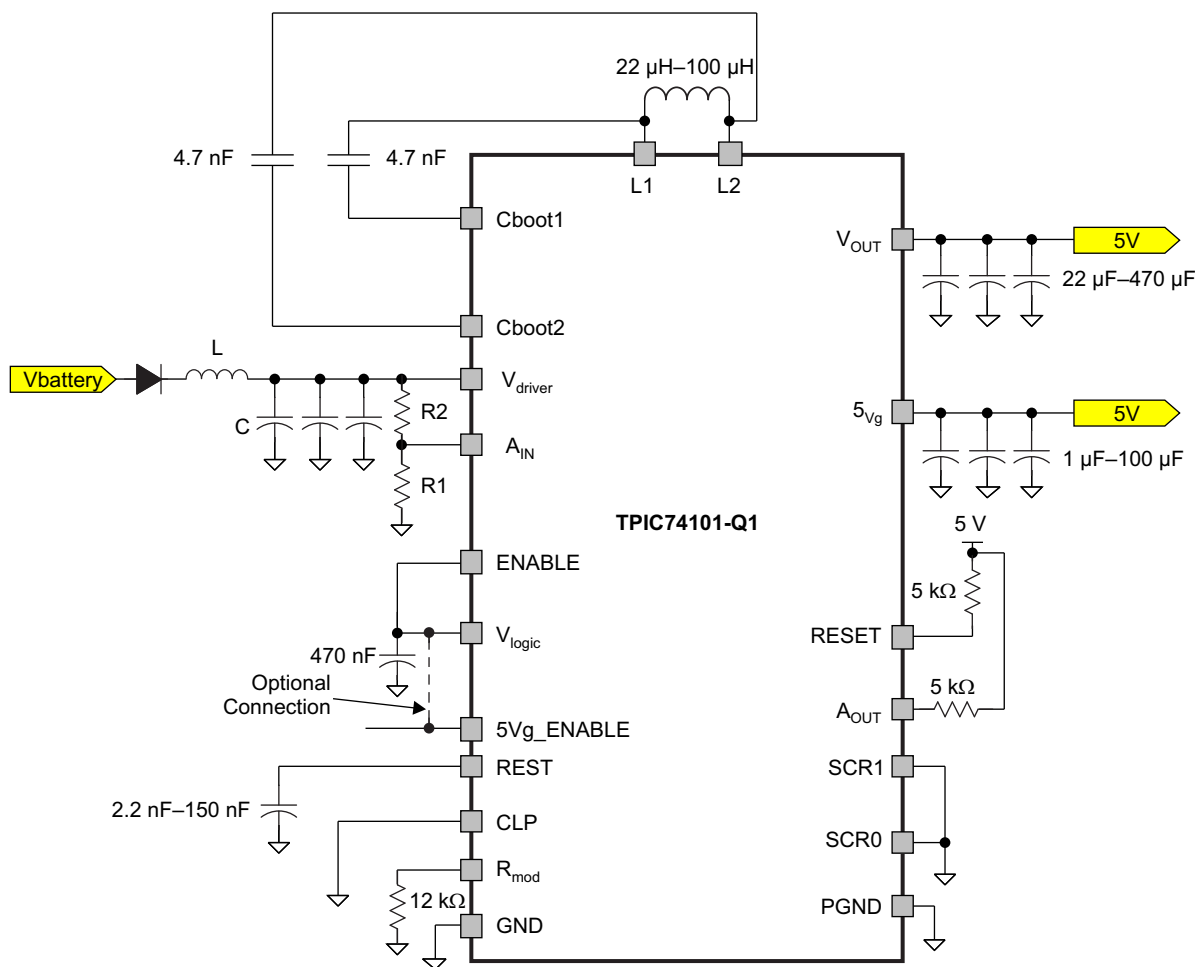 22 µH–100 µH
4.7 nF
4.7 nF
L1
L2
Cboot1
VOUT
5V
22 µF–470 µF
Cboot2
L
Vbattery
Vdriver
R2
C
AIN
R1
5Vg
5V
1 µF–100 µF
TPIC74101-Q1
5 V
ENABLE
5 kΩ
RESET
Vlogic
470 nF
Optional
Connection
5 kΩ
AOUT
5Vg_ENABLE
REST
SCR1
2.2 nF–150 nF
CLP
SCR0
Rmod
12 kΩ
PGND
GND